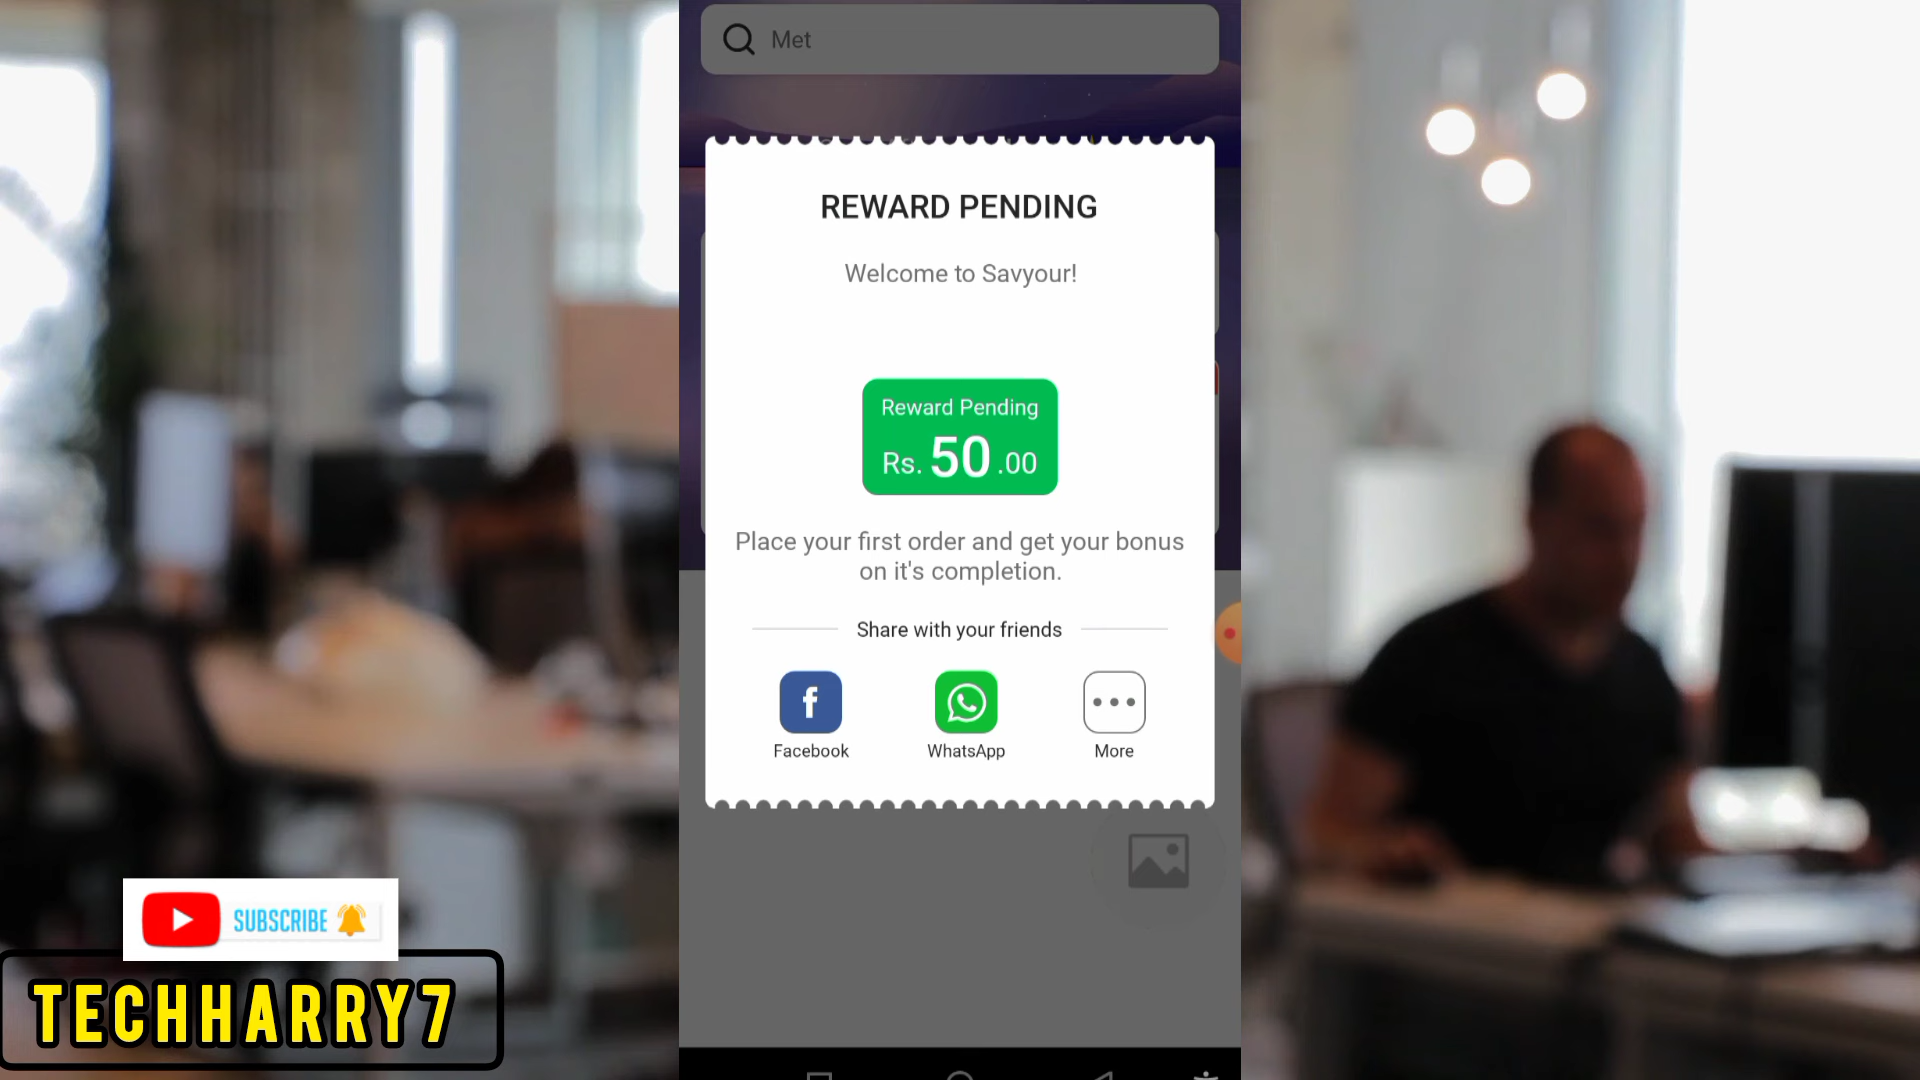 Met
REWARD PENDING
Welcome to Savyour!
Reward Pending
Rs. 50.00
Place your first order and get your bonus
on it's completion.
Share with your friends
Facebook
WhatsApp
More
SUBSCRIBE
TECHHARRY7